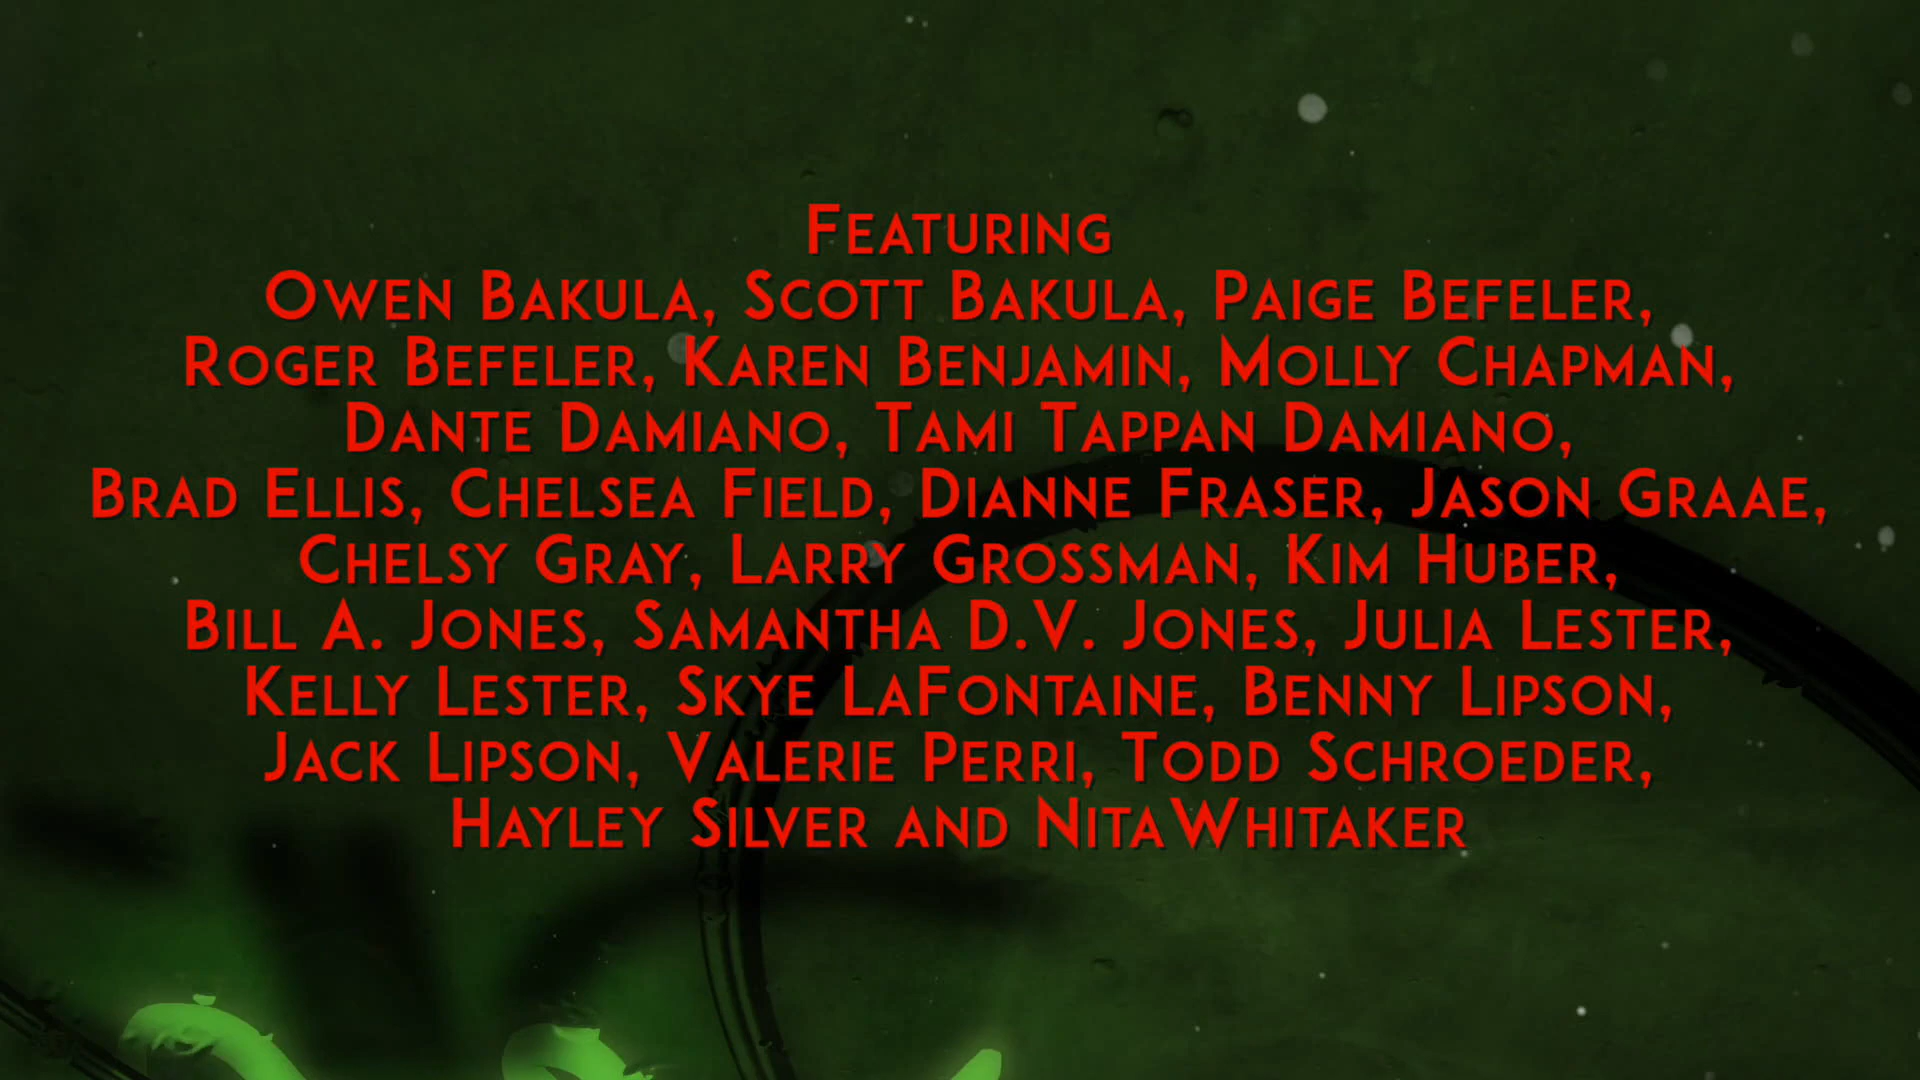 Featuring
Owen Bakula, Scott Bakula, Paige Befeler,
Roger Befeler, Karen Benjamin, Molly Chapman,
Dante Damiano, Tami Tappan Damiano,
Brad Ellis, Chelsea Field, Dianne Fraser, Jason Graae,
Chelsy Gray, Larry Grossman, Kim Huber,
Bill A. Jones, Samantha D.V. Jones, Julia Lester,
Kelly Lester, Skye LaFontaine, Benny Lipson,
Jack Lipson, Valerie Perri, Todd Schroeder,
Hayley Silver and Nita Whitaker